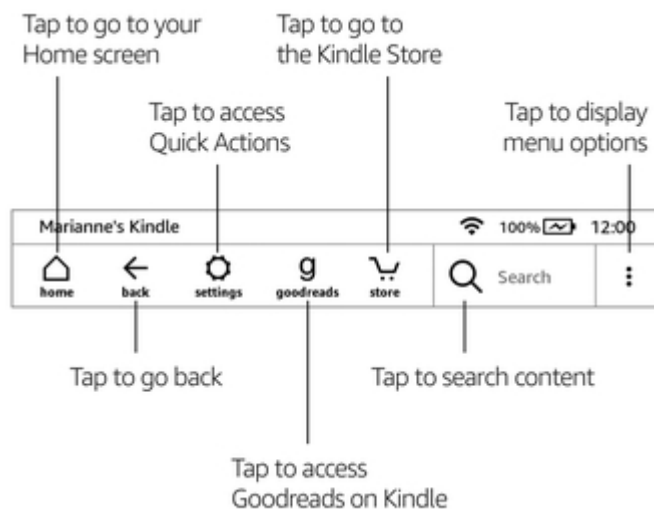 Tap to go to your
Home screen
Tap to go to
the Kindle Store
Tap to access
Quick Actions
Tap to display
menu options
Marianne's Kindle
100%
12:00
home
back
settings
g
goodreads
store
Search
Tap to go back
Tap to search content
Tap to access
Goodreads on Kindle